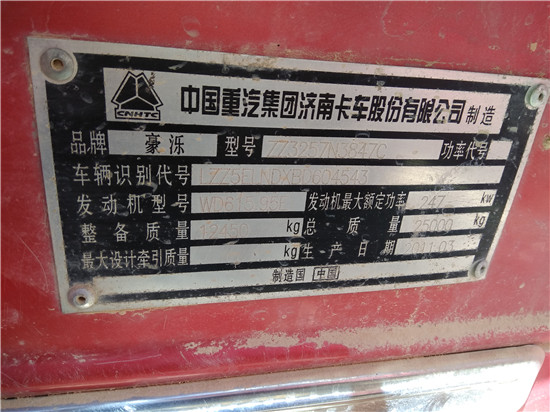 CNHTC
中国重汽集团济南卡车股份有限公司 制造
品牌 豪泺 型号 ZZ3257N3847C 功率代号
车辆识别代号
发动机型号 发动机最大额定功率 247 kw
整备质量 12450 kg 总质量 25000 kg
最大设计牵引质量 kg 生产日期 2011.03
制造国 中国